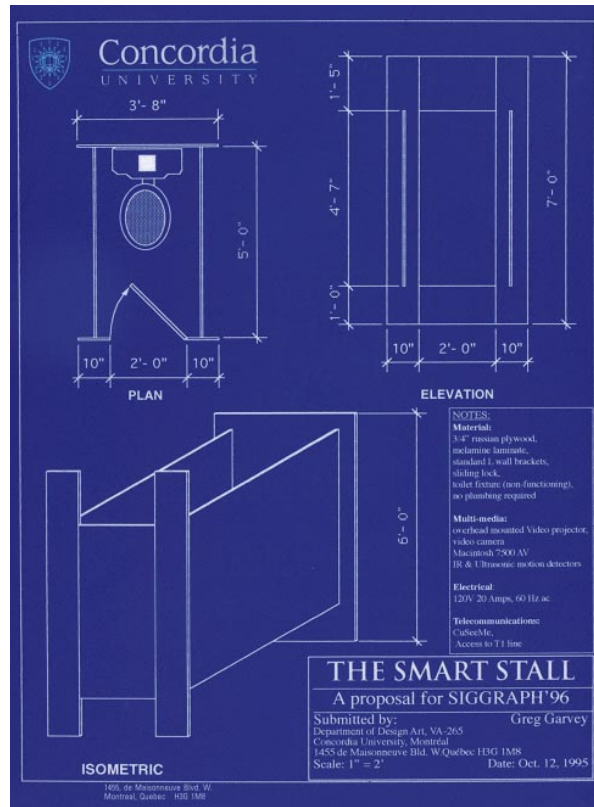 Concordia
UNIVERSITY
3'- 8"
5'- 0"
10" 2'- 0" 10"
PLAN
1'- 5"
4'- 7"
1'- 0"
7'- 0"
10" 2'- 0" 10"
ELEVATION
6'- 0"
ISOMETRIC
NOTES:
Material:
3/4" russian plywood,
melamine laminate,
standard L wall brackets,
sliding lock,
toilet fixture (non-functioning),
no plumbing required
Multi-media:
overhead mounted Video projector,
video camera
Macintosh 7500 AV
IR & Ultrasonic motion detectors
Electrical:
120V 20 Amps, 60 Hz ac
Telecommunications:
CuSeeMe,
Access to T1 line
THE SMART STALL
A proposal for SIGGRAPH'96
Submitted by: Greg Garvey
Department of Design Art, VA-265
Concordia University, Montréal
1455 de Maisonneuve Bld. W.Québec H3G 1M8
Scale: 1" = 2' Date: Oct. 12, 1995
1455, de Maisonneuve Blvd. W.
Montreal, Quebec H3G 1M8